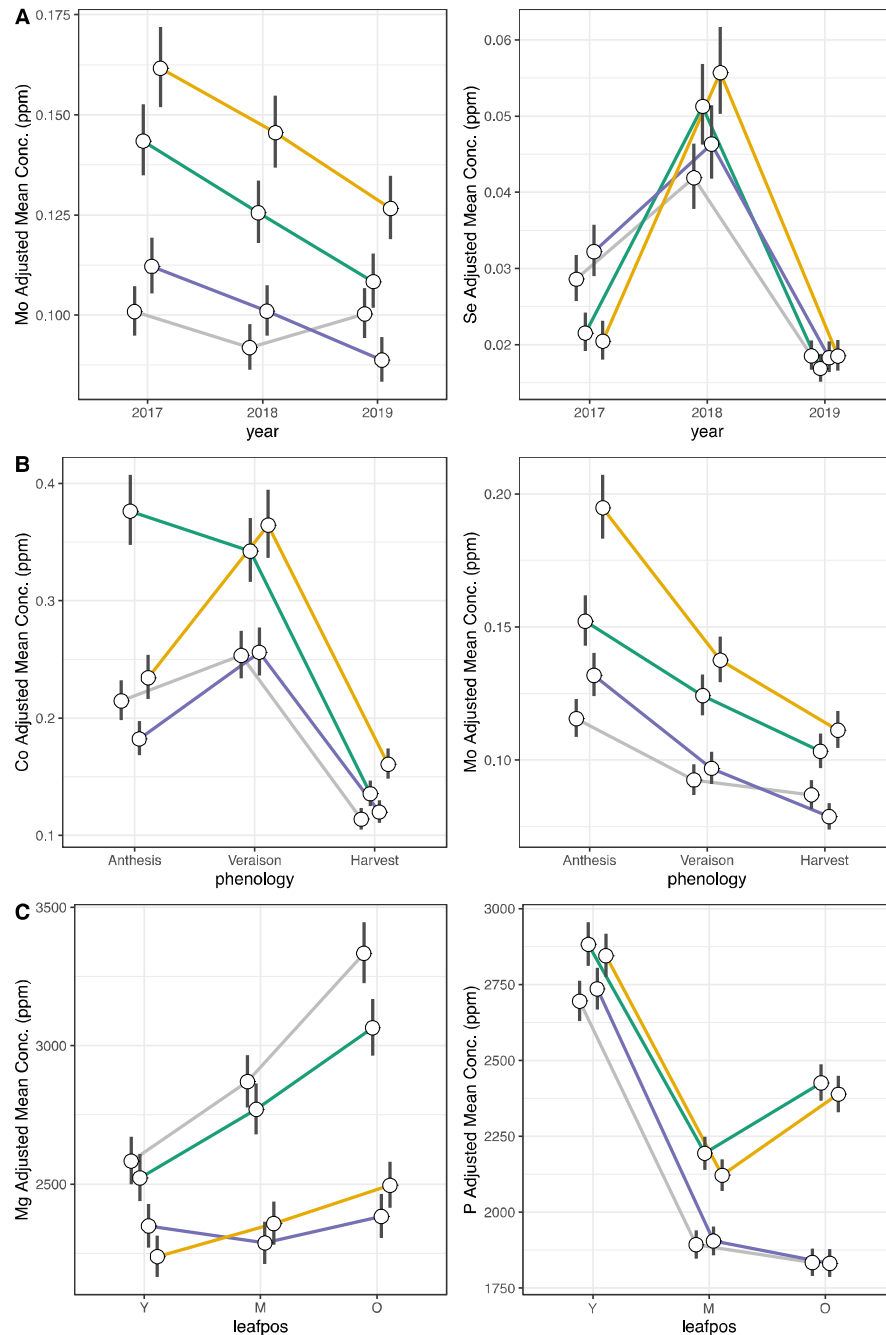 A
Mo Adjusted Mean Conc. (ppm)
0.175
0.150
0.125
0.100
2017
2018
2019
year
Se Adjusted Mean Conc. (ppm)
0.06
0.05
0.04
0.03
0.02
2017
2018
2019
year
B
Co Adjusted Mean Conc. (ppm)
0.4
0.3
0.2
0.1
Anthesis
Veraison
Harvest
phenology
Mo Adjusted Mean Conc. (ppm)
0.20
0.15
0.10
Anthesis
Veraison
Harvest
phenology
C
Mg Adjusted Mean Conc. (ppm)
3500
3000
2500
Y
M
O
leafpos
P Adjusted Mean Conc. (ppm)
3000
2750
2500
2250
2000
1750
Y
M
O
leafpos